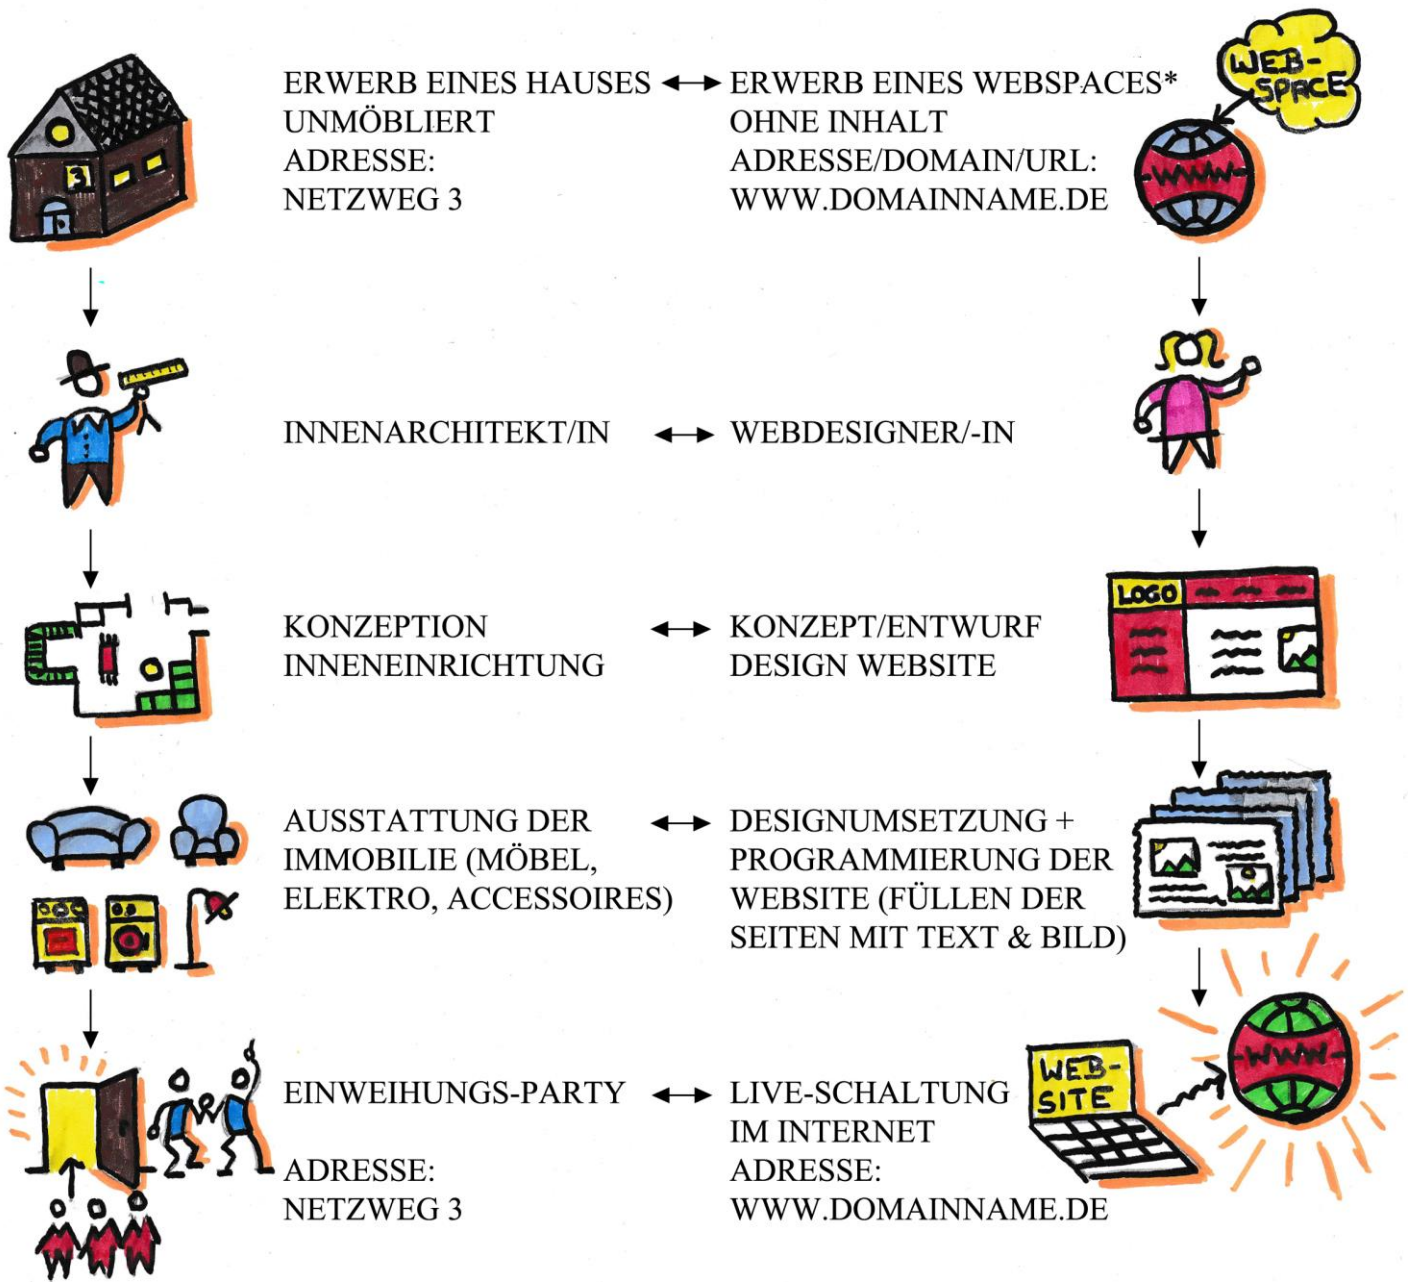 ERWERB EINES HAUSES
UNMÖBLIERT
ADRESSE:
NETZWEG 3
ERWERB EINES WEBSPACES*
OHNE INHALT
ADRESSE/DOMAIN/URL:
WWW.DOMAINNAME.DE
WEB-
SPACE
WWW
3
INNENARCHITEKT/IN
WEBDESIGNER/-IN
KONZEPTION
INNENEINRICHTUNG
KONZEPT/ENTWURF
DESIGN WEBSITE
LOGO
AUSSTATTUNG DER
IMMOBILIE (MÖBEL,
ELEKTRO, ACCESSOIRES)
DESIGNUMSETZUNG +
PROGRAMMIERUNG DER
WEBSITE (FÜLLEN DER
SEITEN MIT TEXT & BILD)
EINWEIHUNGS-PARTY
ADRESSE:
NETZWEG 3
LIVE-SCHALTUNG
IM INTERNET
ADRESSE:
WWW.DOMAINNAME.DE
WEB-
SITE
WWW